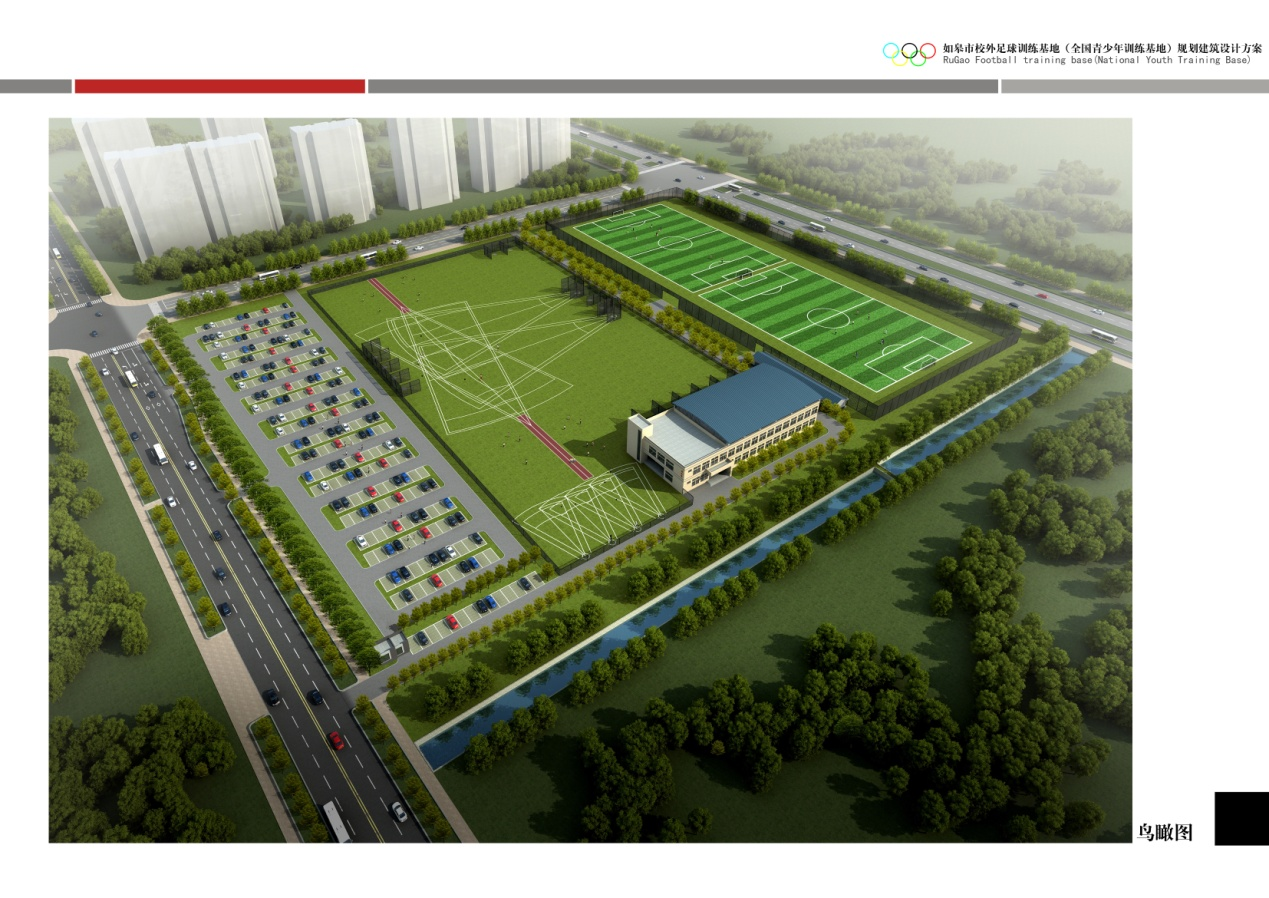 如皋市校外足球训练基地（全国青少年训练基地）规划建筑设计方案
RuGao Football training base(National Youth Training Base)
鸟瞰图